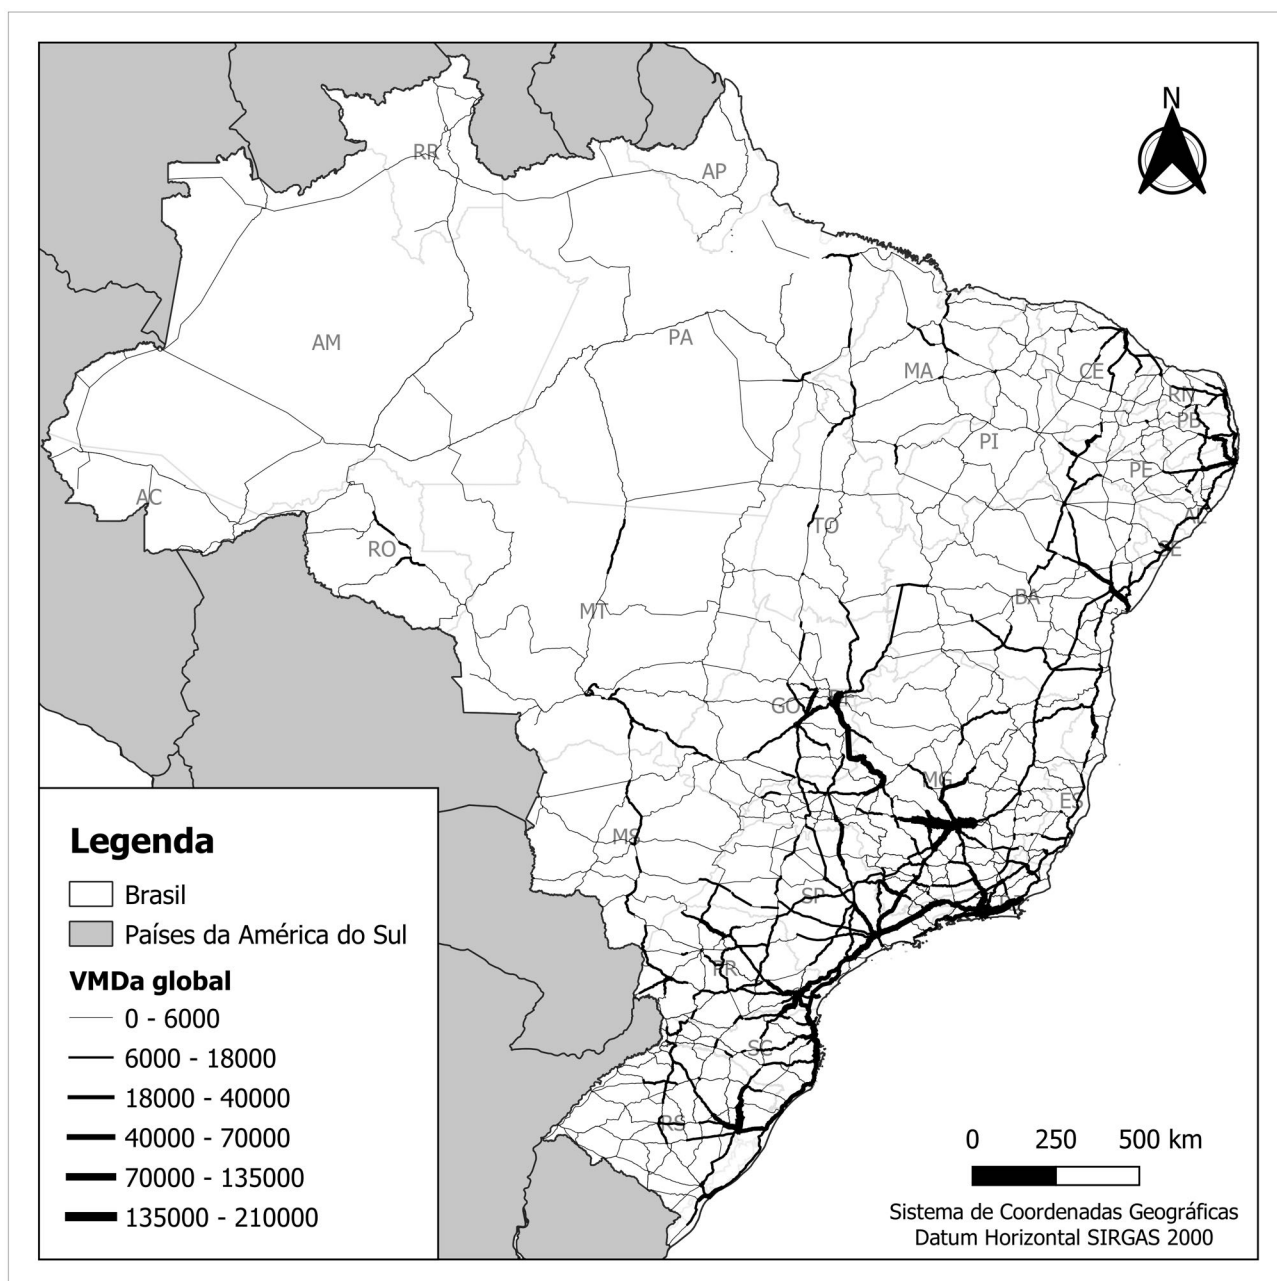 N
RR
AP
AM
PA
MA
CE
RN
PB
PI
PE
AC
TO
AL
SE
RO
BA
MT
GO
DF
MG
ES
MS
SP
PR
SC
RS
Legenda
Brasil
Países da América do Sul
VMDa global
0 - 6000
6000 - 18000
18000 - 40000
40000 - 70000
70000 - 135000
135000 - 210000
0 250 500 km
Sistema de Coordenadas Geográficas
Datum Horizontal SIRGAS 2000